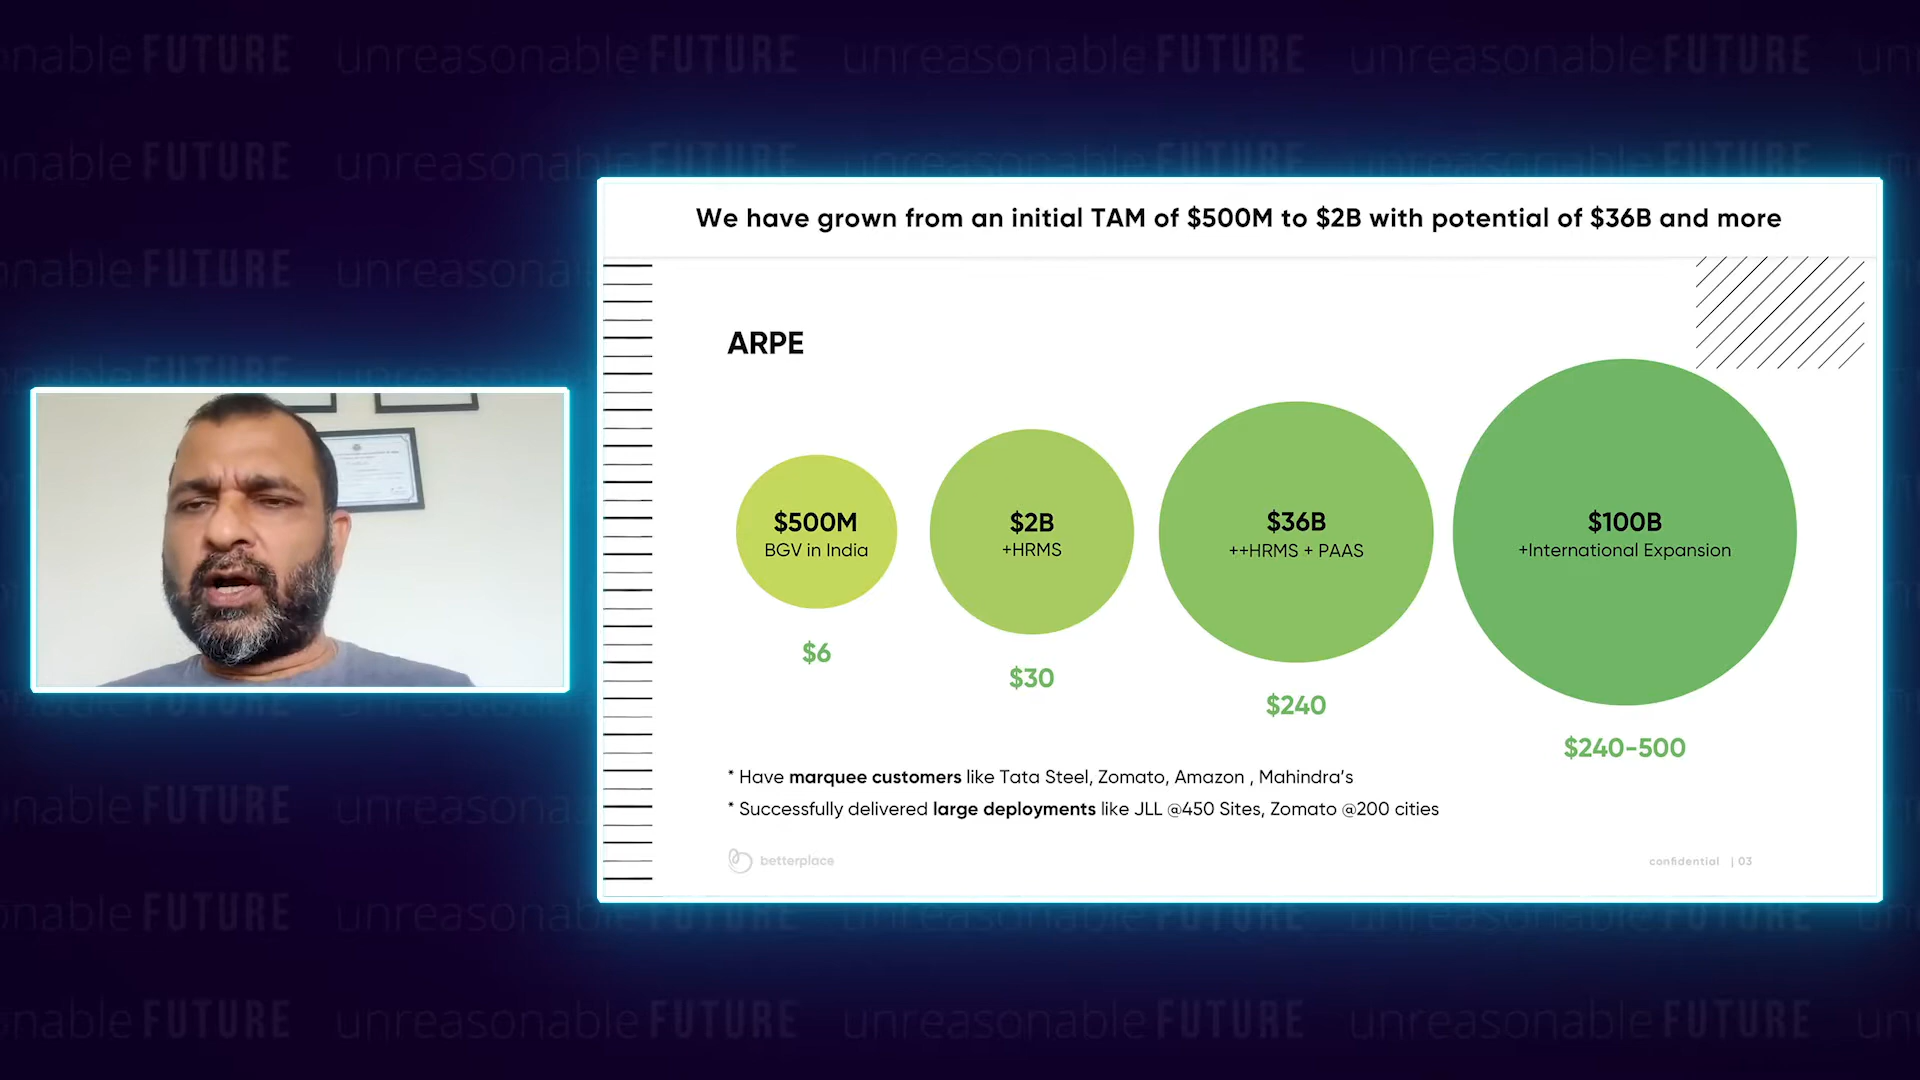 We have grown from an initial TAM of $500M to $2B with potential of $36B and more
ARPE
$500M
BGV in India
$6
$2B
+HRMS
$30
$36B
++HRMS + PAAS
$240
$100B
+International Expansion
$240-500
* Have marquee customers like Tata Steel, Zomato, Amazon , Mahindra's
* Successfully delivered large deployments like JLL @450 Sites, Zomato @200 cities
betterplace
confidential | 03
unreasonable FUTURE